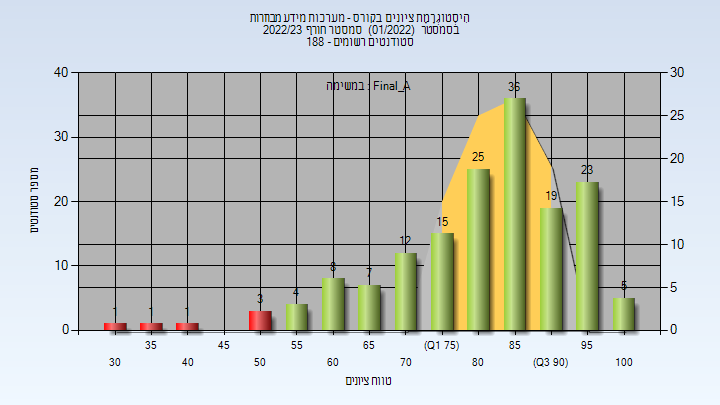 היסטוגרמת ציונים בקורס - מערכות מידע מבוזרות
בסמסטר (01/2022) סמסטר חורף 2022/23
סטודנטים רשומים - 188
במשימה : Final_A
40 30 20 10 0
30 25 20 15 10 5 0
מספר סטודנטים
1 1 1 3 4 8 7 12 15 25 36 19 23 5
35 45 55 65 (Q1 75) 85 95
30 40 50 60 70 80 (Q3 90) 100
טווח ציונים